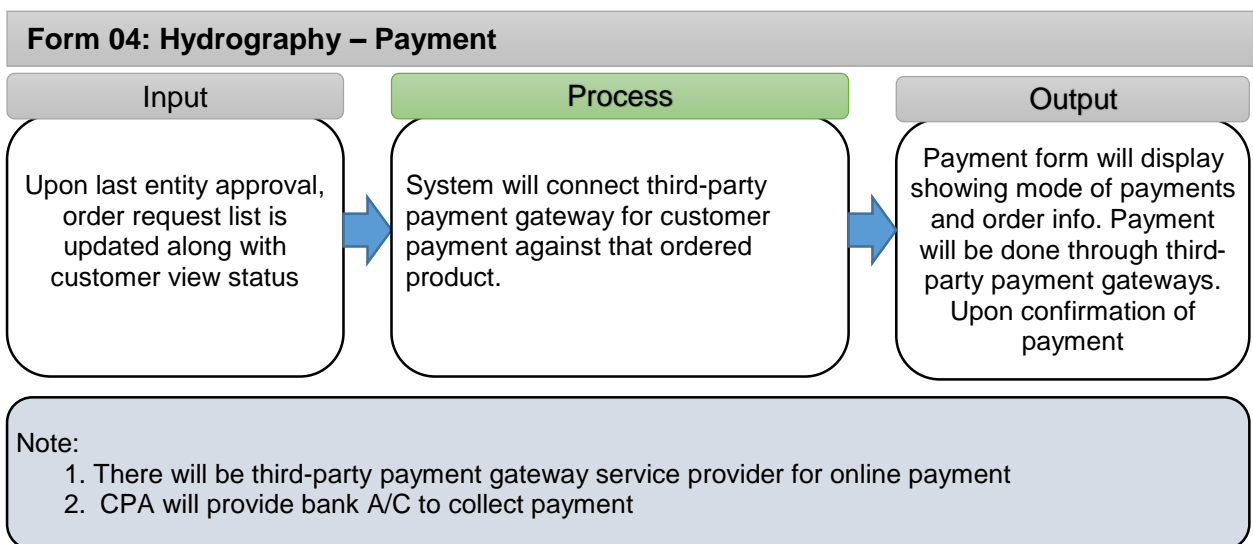 Form 04: Hydrography – Payment
Input
Upon last entity approval,
order request list is
updated along with
customer view status
Process
System will connect third-party
payment gateway for customer
payment against that ordered
product.
Output
Payment form will display
showing mode of payments
and order info. Payment
will be done through third-
party payment gateways.
Upon confirmation of
payment
Note:
1. There will be third-party payment gateway service provider for online payment
2. CPA will provide bank A/C to collect payment